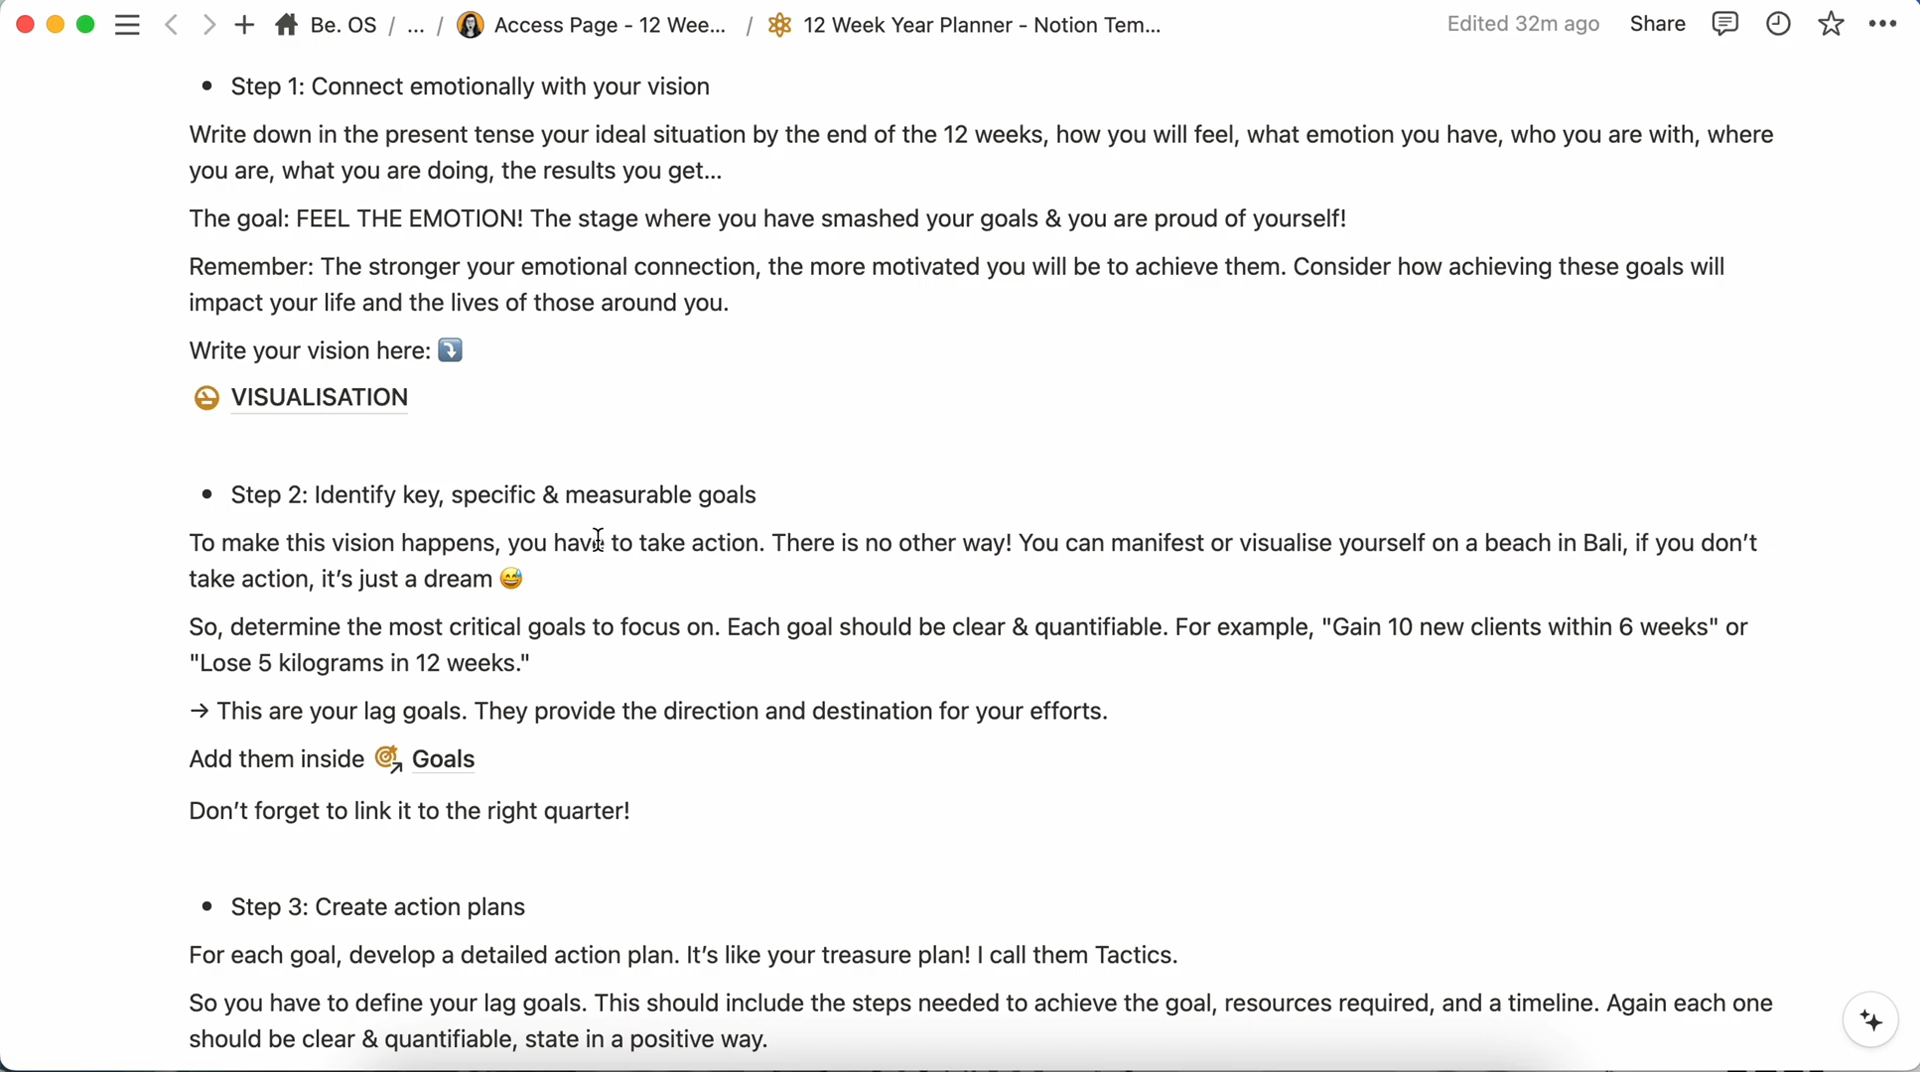 Be. OS / ... / Access Page - 12 Wee... / 12 Week Year Planner - Notion Tem... Edited 32m ago Share
• Step 1: Connect emotionally with your vision
Write down in the present tense your ideal situation by the end of the 12 weeks, how you will feel, what emotion you have, who you are with, where
you are, what you are doing, the results you get...
The goal: FEEL THE EMOTION! The stage where you have smashed your goals & you are proud of yourself!
Remember: The stronger your emotional connection, the more motivated you will be to achieve them. Consider how achieving these goals will
impact your life and the lives of those around you.
Write your vision here: ⤵️
VISUALISATION
• Step 2: Identify key, specific & measurable goals
To make this vision happens, you have to take action. There is no other way! You can manifest or visualise yourself on a beach in Bali, if you don’t
take action, it’s just a dream 😅
So, determine the most critical goals to focus on. Each goal should be clear & quantifiable. For example, "Gain 10 new clients within 6 weeks" or
"Lose 5 kilograms in 12 weeks."
→ This are your lag goals. They provide the direction and destination for your efforts.
Add them inside Goals
Don’t forget to link it to the right quarter!
• Step 3: Create action plans
For each goal, develop a detailed action plan. It’s like your treasure plan! I call them Tactics.
So you have to define your lag goals. This should include the steps needed to achieve the goal, resources required, and a timeline. Again each one
should be clear & quantifiable, state in a positive way.